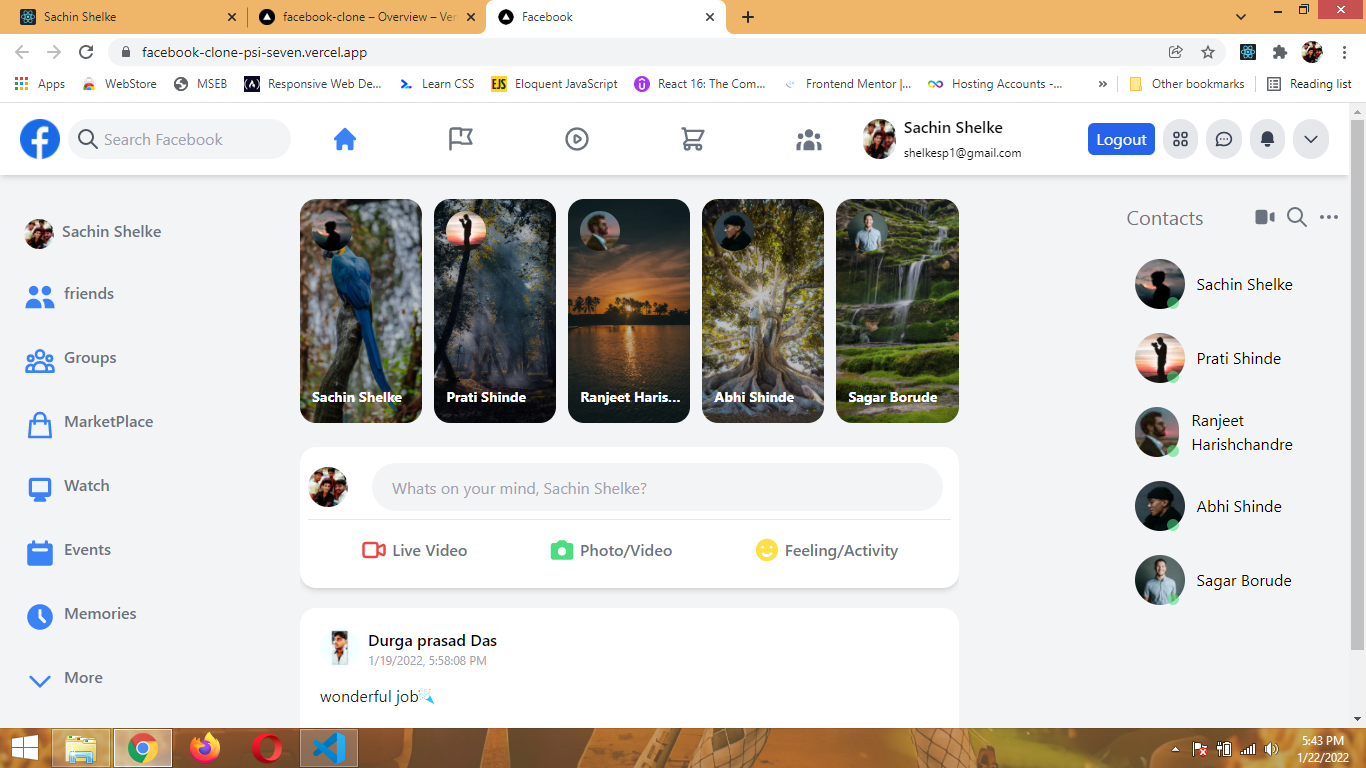 Sachin Shelke
facebook-clone – Overview – Ver
Facebook
facebook-clone-psi-seven.vercel.app
Apps
WebStore
MSEB
Responsive Web De...
Learn CSS
EJS
Eloquent JavaScript
React 16: The Com...
Frontend Mentor |...
Hosting Accounts -...
»
Other bookmarks
Reading list
Search Facebook
Sachin Shelke
shelkesp1@gmail.com
Logout
Sachin Shelke
friends
Groups
MarketPlace
Watch
Events
Memories
More
Sachin Shelke
Prati Shinde
Ranjeet Haris...
Abhi Shinde
Sagar Borude
Whats on your mind, Sachin Shelke?
Live Video
Photo/Video
Feeling/Activity
Durga prasad Das
1/19/2022, 5:58:08 PM
wonderful job
Contacts
Sachin Shelke
Prati Shinde
Ranjeet
Harishchandre
Abhi Shinde
Sagar Borude
5:43 PM
1/22/2022